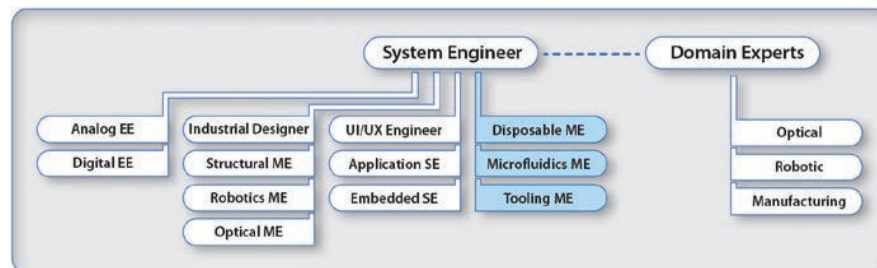 System Engineer
Domain Experts
Analog EE
Digital EE
Industrial Designer
Structural ME
Robotics ME
Optical ME
UI/UX Engineer
Application SE
Embedded SE
Disposable ME
Microfluidics ME
Tooling ME
Optical
Robotic
Manufacturing